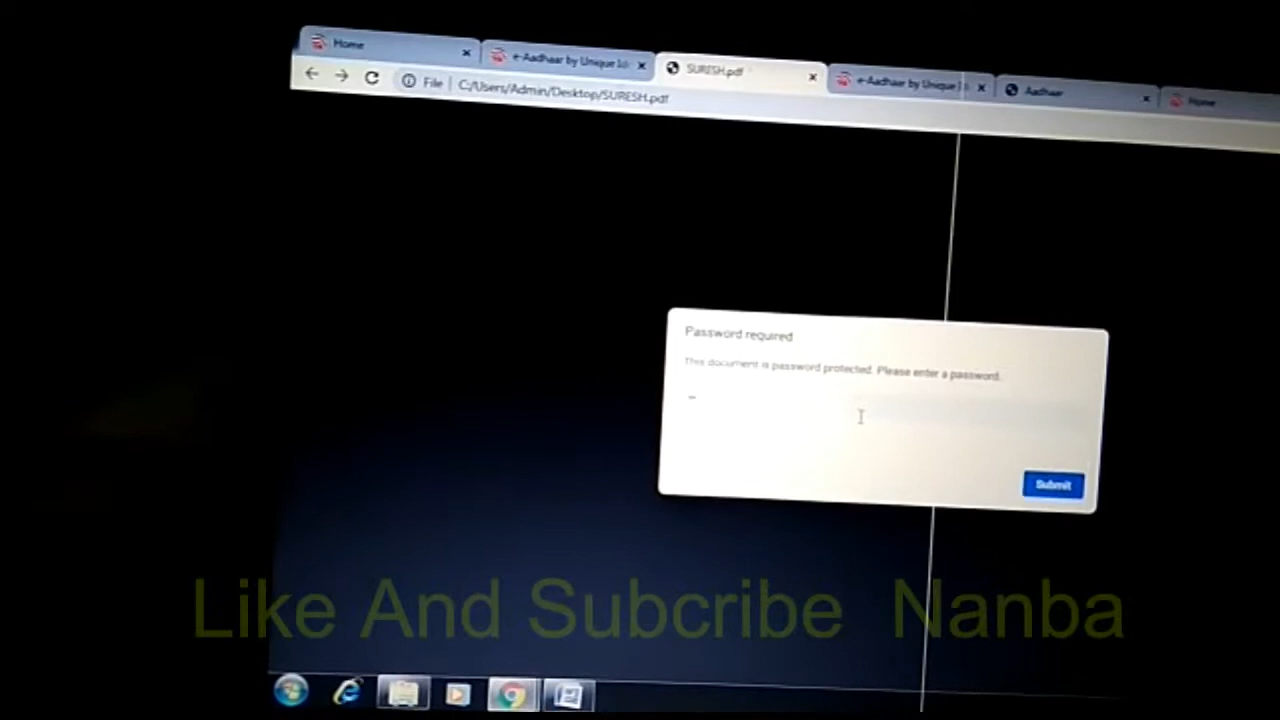 Home
e-Aadhaar by Unique Id
SURESH.pdf
e-Aadhaar by Unique I
Aadhaar
Home
File | C:/Users/Admin/Desktop/SURESH.pdf
Password required
This document is password protected. Please enter a password.
Submit
Like And Subcribe Nanba